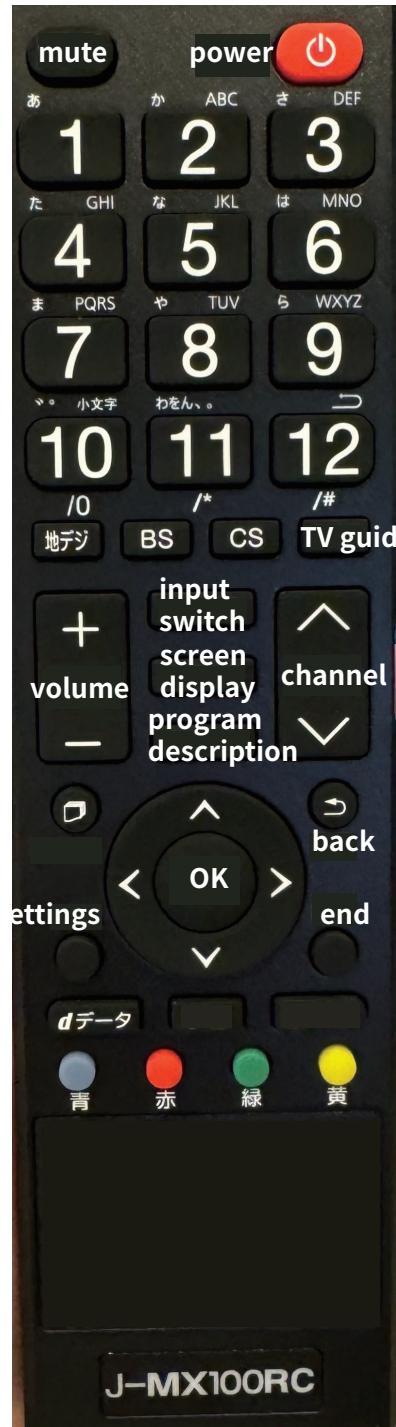 mute power
あ か ABC さ DEF
1 2 3
た GHI な JKL は MNO
4 5 6
ま PQRS や TUV ら WXYZ
7 8 9
゛゜ 小文字 わをん、。
10 11 12
/0 /* /#
地デジ BS CS TV guid
input
switch
+
screen
volume display channel
program
− description
back
OK
ettings end
dデータ
青 赤 緑 黄
J-MX100RC